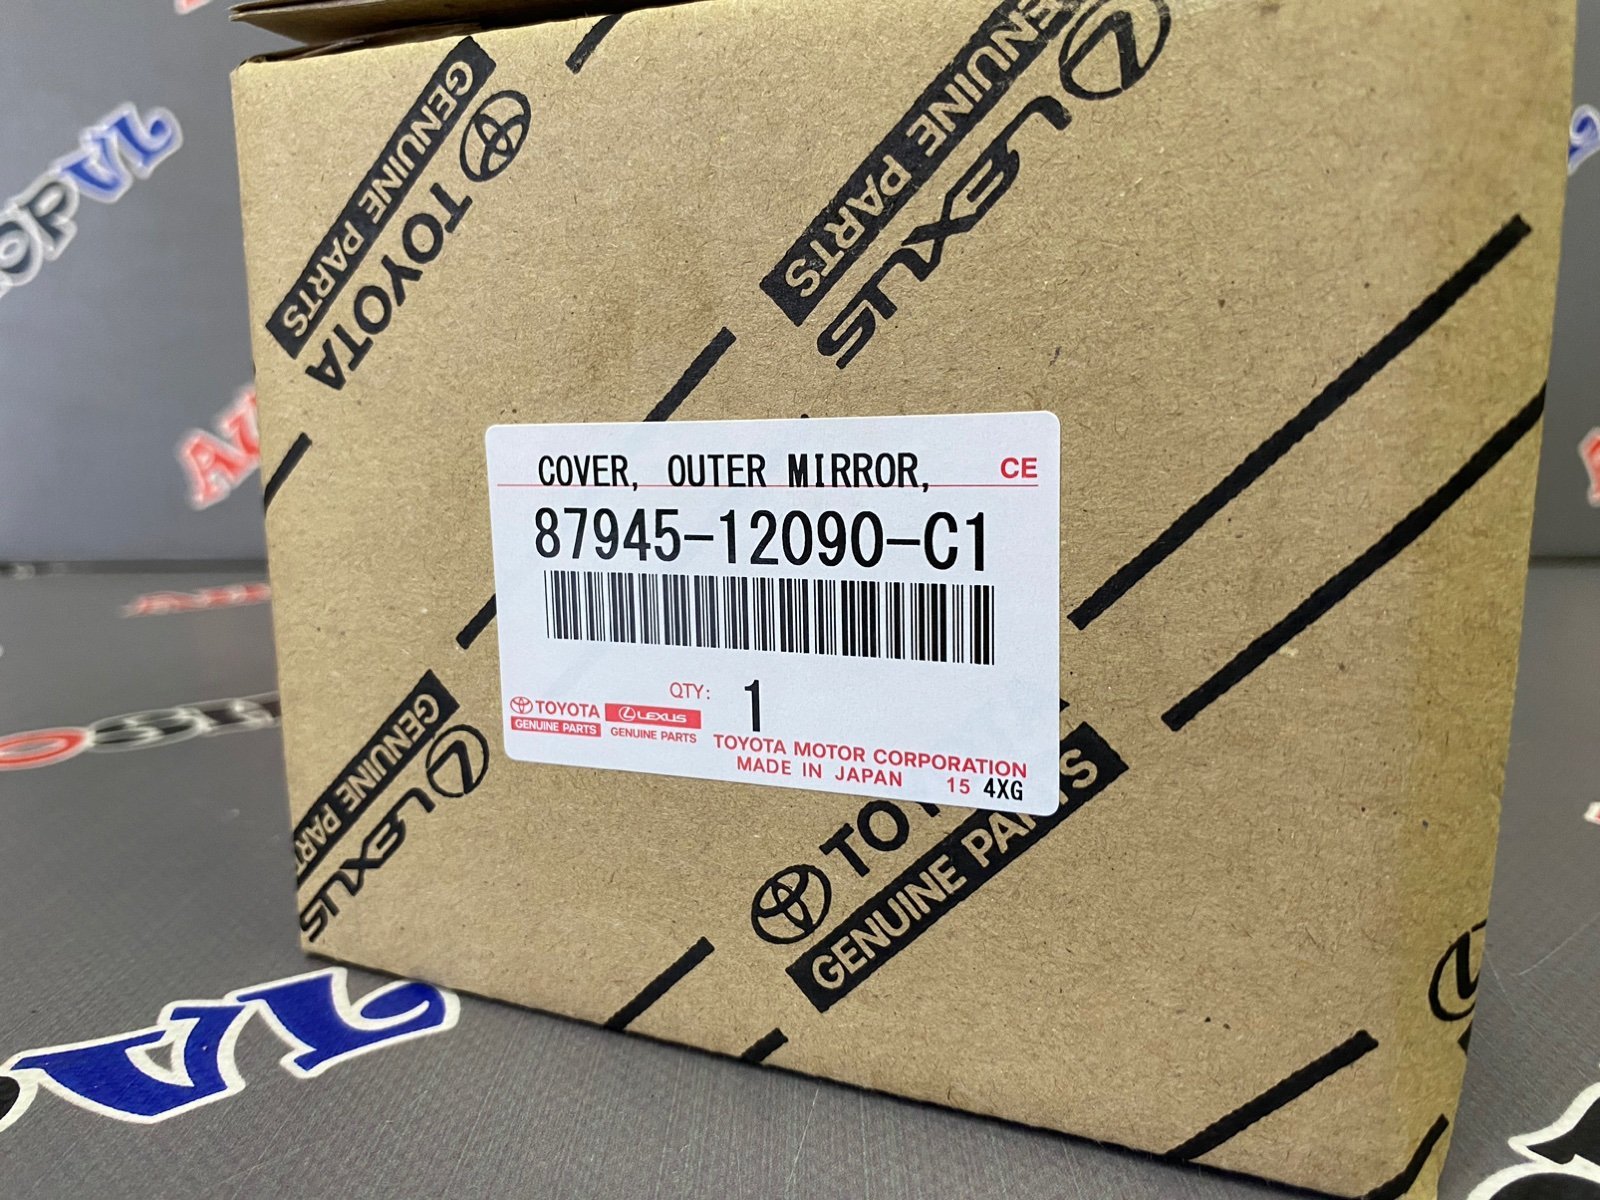 TOYOTA
GENUINE PARTS
GENUINE PARTS
LEXUS
COVER, OUTER MIRROR,
CE
87945-12090-C1
QTY: 1
TOYOTA
GENUINE PARTS
LEXUS
GENUINE PARTS
TOYOTA MOTOR CORPORATION
MADE IN JAPAN
15 4XG
GENUINE PARTS
LEXUS
GENUINE PARTS